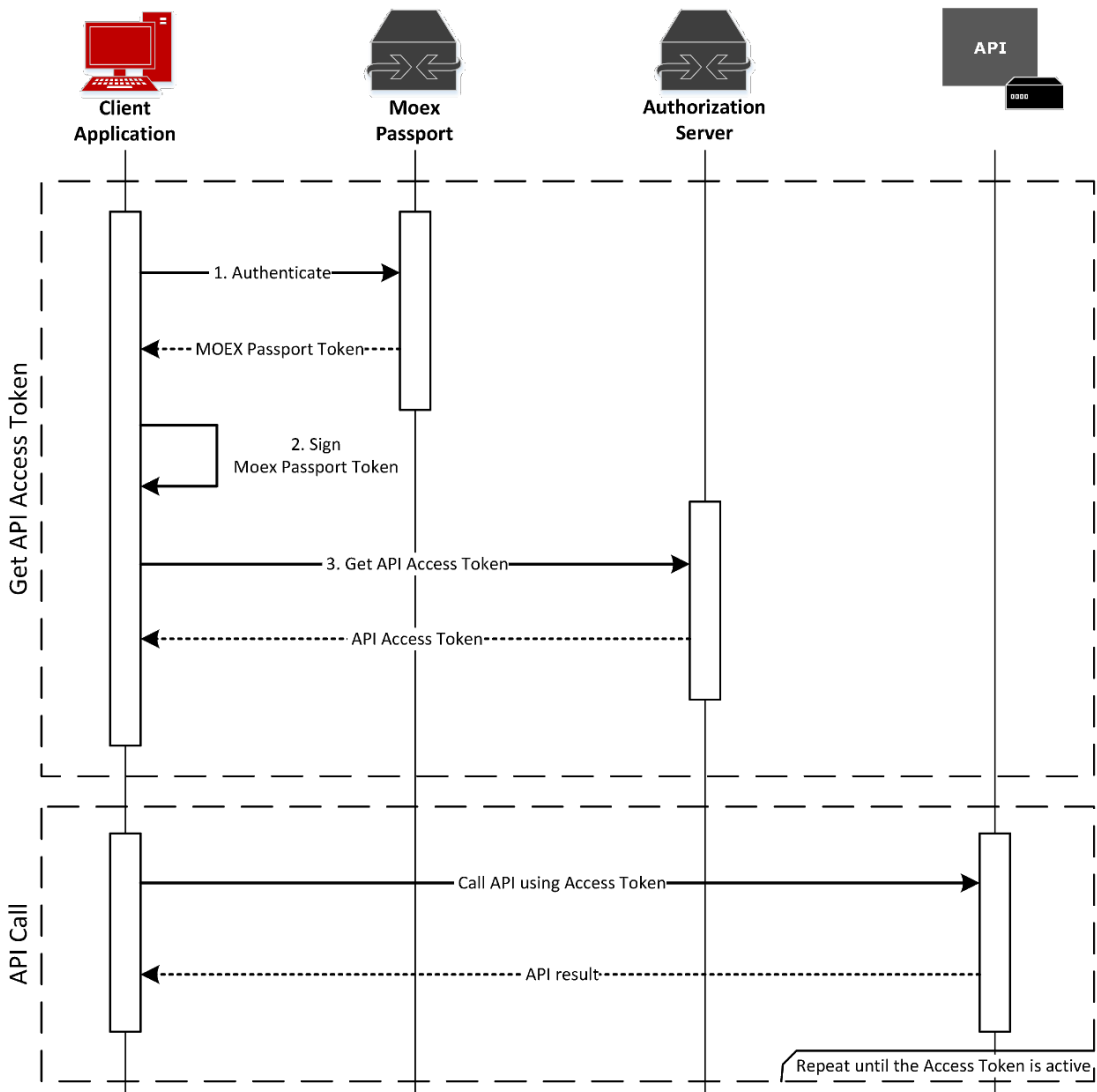 API
Client
Application
Moex
Passport
Authorization
Server
Get API Access Token
1. Authenticate
MOEX Passport Token
2. Sign
Moex Passport Token
3. Get API Access Token
API Access Token
API Call
Call API using Access Token
API result
Repeat until the Access Token is active